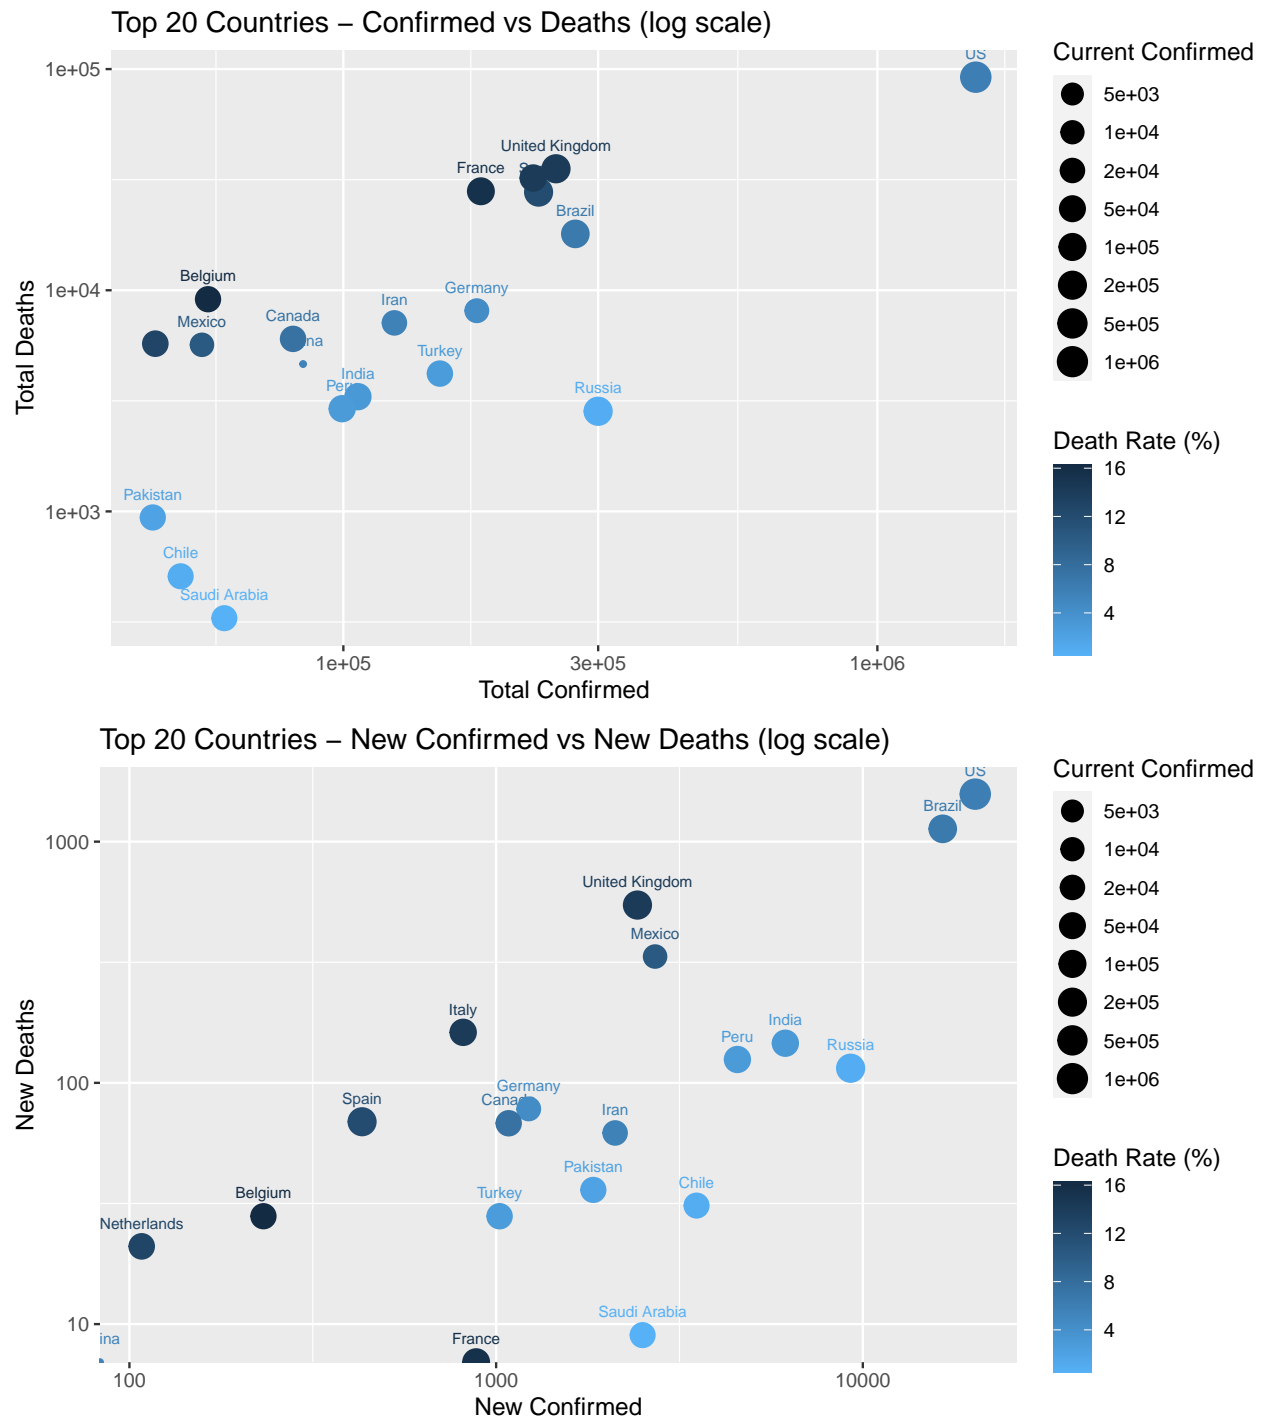 Top 20 Countries – Confirmed vs Deaths (log scale)
Total Deaths
1e+05
1e+04
1e+03
US
United Kingdom
France
Brazil
Belgium
Germany
Iran
Canada
Mexico
na
Turkey
India
Peru
Russia
Pakistan
Chile
Saudi Arabia
1e+05
3e+05
1e+06
Total Confirmed
Current Confirmed
5e+03
1e+04
2e+04
5e+04
1e+05
2e+05
5e+05
1e+06
Death Rate (%)
16
12
8
4
Top 20 Countries – New Confirmed vs New Deaths (log scale)
New Deaths
1000
100
10
US
Brazil
United Kingdom
Mexico
Italy
India
Peru
Russia
Germany
Canad
Spain
Iran
Pakistan
Chile
Belgium
Turkey
Netherlands
Saudi Arabia
ina
France
100
1000
10000
New Confirmed
Current Confirmed
5e+03
1e+04
2e+04
5e+04
1e+05
2e+05
5e+05
1e+06
Death Rate (%)
16
12
8
4